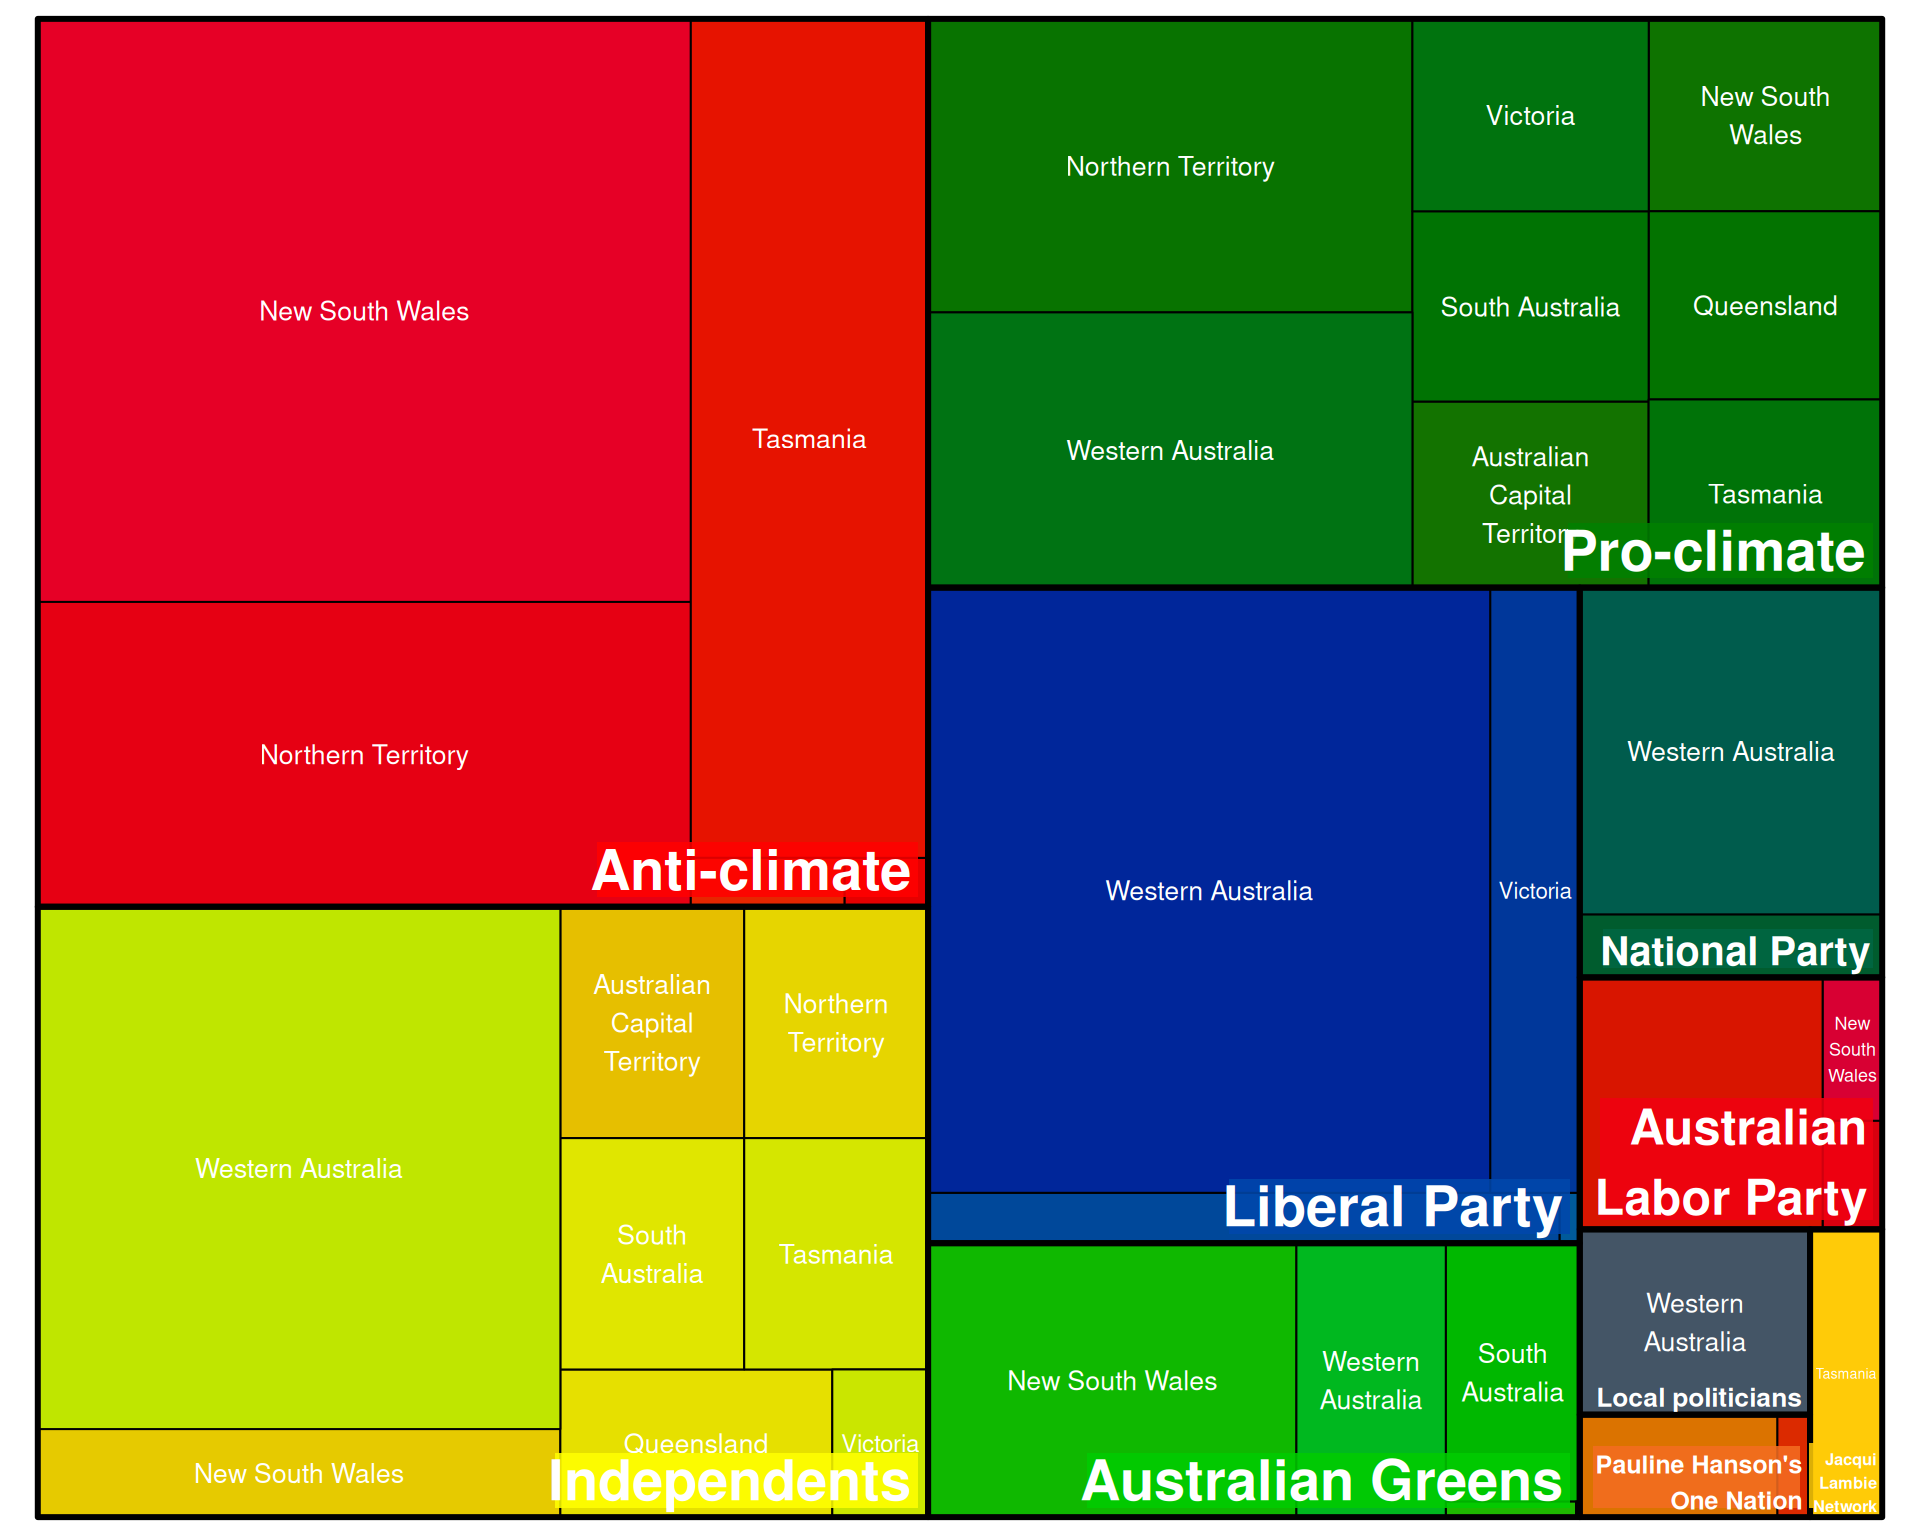 New South Wales
Tasmania
Northern Territory
Anti-climate
Northern Territory
Victoria
New South
Wales
South Australia
Queensland
Western Australia
Australian
Capital
Territor
Tasmania
Pro-climate
Western Australia
Victoria
Liberal Party
Western Australia
National Party
New
South
Wales
Australian
Labor Party
Western Australia
Australian
Capital
Territory
Northern
Territory
South
Australia
Tasmania
New South Wales
Queensland
Victoria
Independents
New South Wales
Western
Australia
South
Australia
Australian Greens
Western
Australia
Local politicians
Pauline Hanson's
One Nation
Tasmania
Jacqui
Lambie
Network